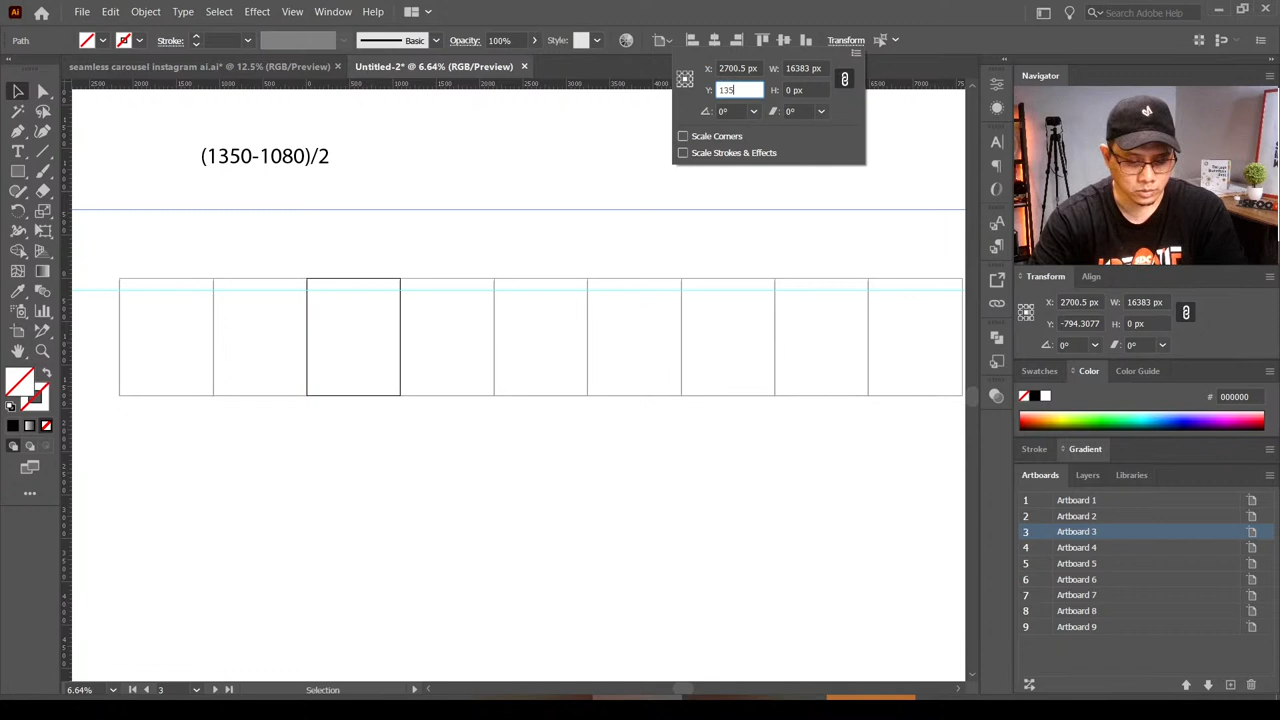 Ai File Edit Object Type Select Effect View Window Help Search Adobe Help
Path Stroke: Basic Opacity: 100% Style: Transform
seamless carousel instagram ai.ai* @ 12.5% (RGB/Preview) × Untitled-2* @ 6.64% (RGB/Preview) ×
X: 2700.5 px W: 16383 px
Y: 135 H: 0 px
0° 0°
Scale Corners
Scale Strokes & Effects
(1350-1080)/2
Navigator
SIFOO
Transform Align
X: 2700.5 px W: 16383 px
Y: -794.3077 H: 0 px
0° 0°
Swatches Color Color Guide
# 000000
Stroke Gradient
Artboards Layers Libraries
1 Artboard 1
2 Artboard 2
3 Artboard 3
4 Artboard 4
5 Artboard 5
6 Artboard 6
7 Artboard 7
8 Artboard 8
9 Artboard 9
6.64% 3 Selection